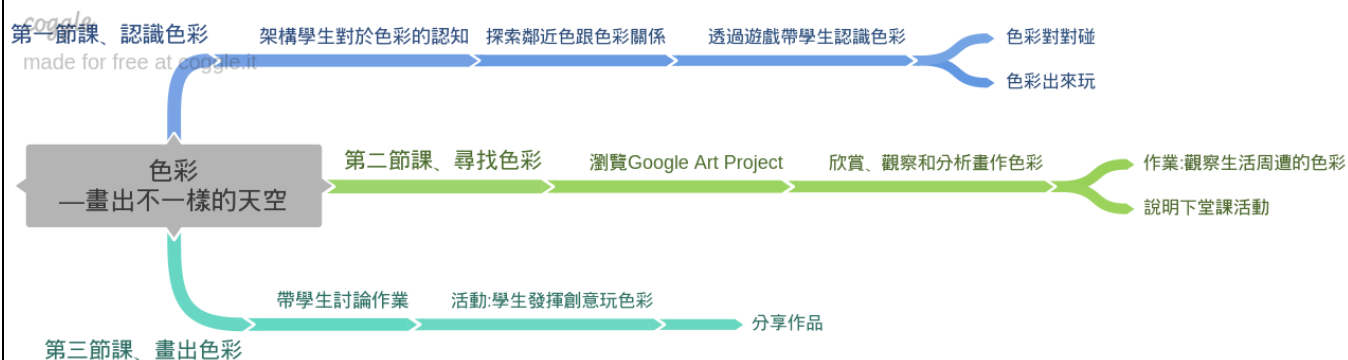 coggle
made for free at coggle.it
色彩
—畫出不一樣的天空
第一節課、認識色彩
架構學生對於色彩的認知
探索鄰近色跟色彩關係
透過遊戲帶學生認識色彩
色彩對對碰
色彩出來玩
第二節課、尋找色彩
瀏覽Google Art Project
欣賞、觀察和分析畫作色彩
作業:觀察生活周遭的色彩
說明下堂課活動
第三節課、畫出色彩
帶學生討論作業
活動:學生發揮創意玩色彩
分享作品